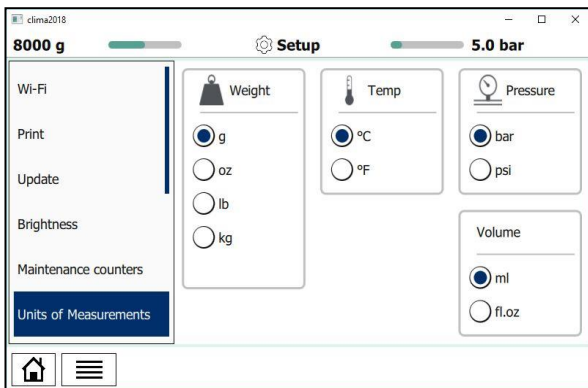 clima2018
8000 g Setup 5.0 bar
Wi-Fi
Print
Update
Brightness
Maintenance counters
Units of Measurements
Weight
g
oz
lb
kg
Temp
°C
°F
Pressure
bar
psi
Volume
ml
fl.oz